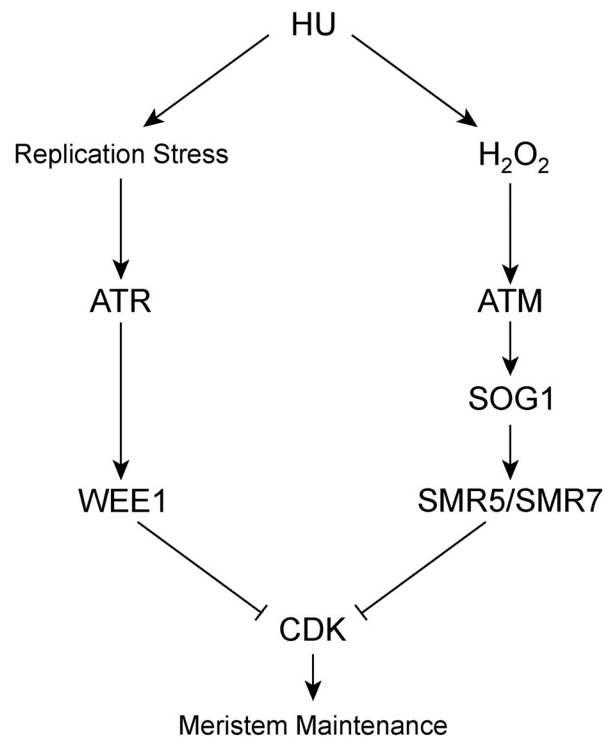 HU
Replication Stress
H₂O₂
ATR
ATM
SOG1
WEE1
SMR5/SMR7
CDK
Meristem Maintenance